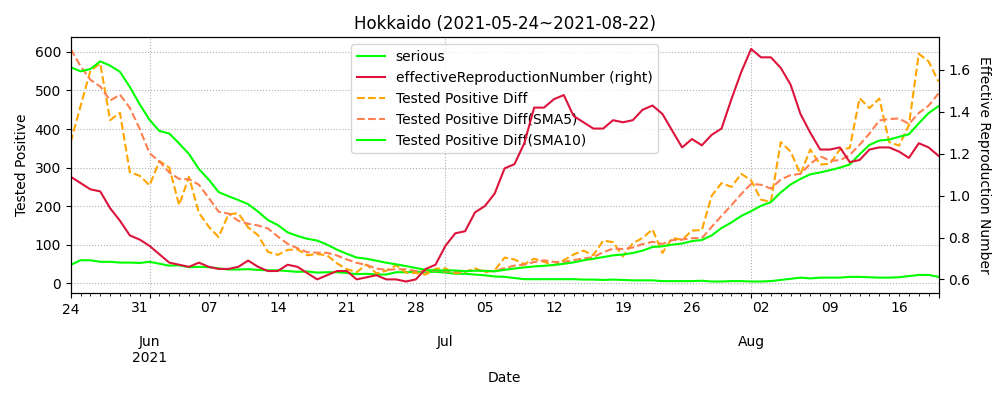 Hokkaido (2021-05-24~2021-08-22)
serious
effectiveReproductionNumber (right)
Tested Positive Diff
Tested Positive Diff(SMA5)
Tested Positive Diff(SMA10)
Tested Positive
600
500
400
300
200
100
0
1.6
1.4
1.2
1.0
0.8
0.6
Effective Reproduction Number
24 31 07 14 21 28 05 12 19 26 02 09 16
Jun Jul Aug
2021
Date